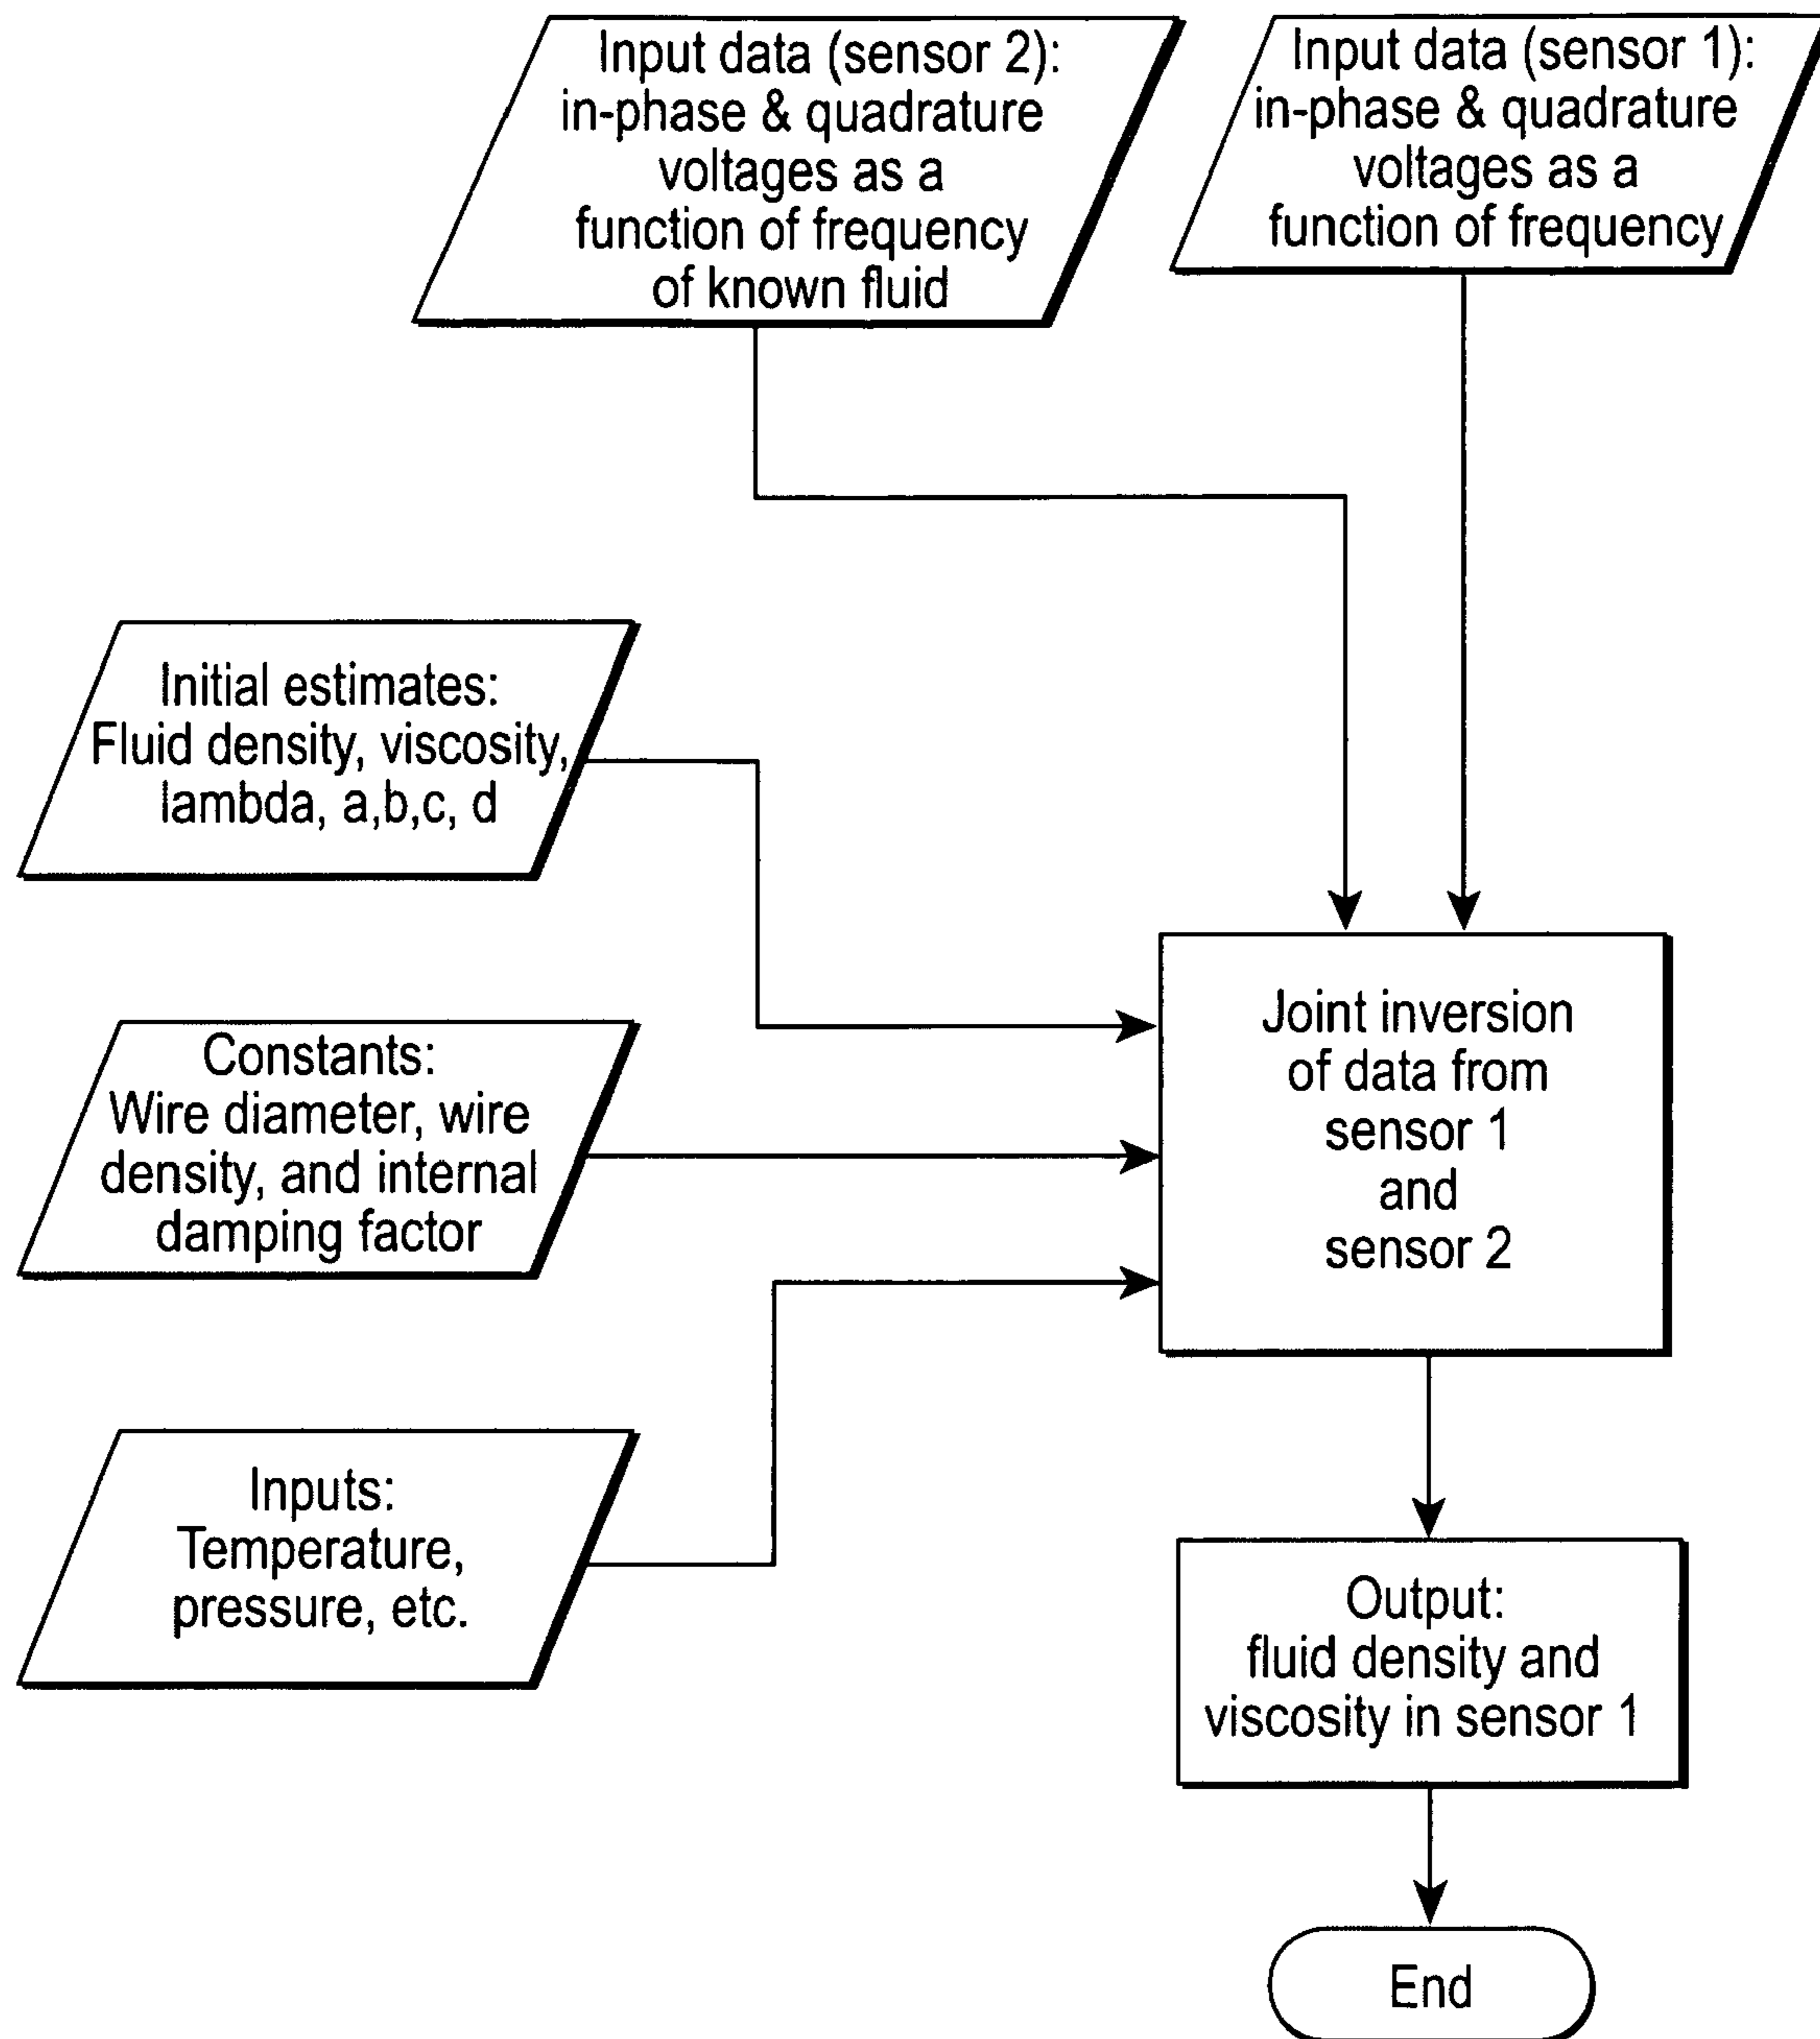 Input data (sensor 2):
in-phase & quadrature
voltages as a
function of frequency
of known fluid
Input data (sensor 1):
in-phase & quadrature
voltages as a
function of frequency
Initial estimates:
Fluid density, viscosity,
lambda, a,b,c, d
Constants:
Wire diameter, wire
density, and internal
damping factor
Inputs:
Temperature,
pressure, etc.
Joint inversion
of data from
sensor 1
and
sensor 2
Output:
fluid density and
viscosity in sensor 1
End